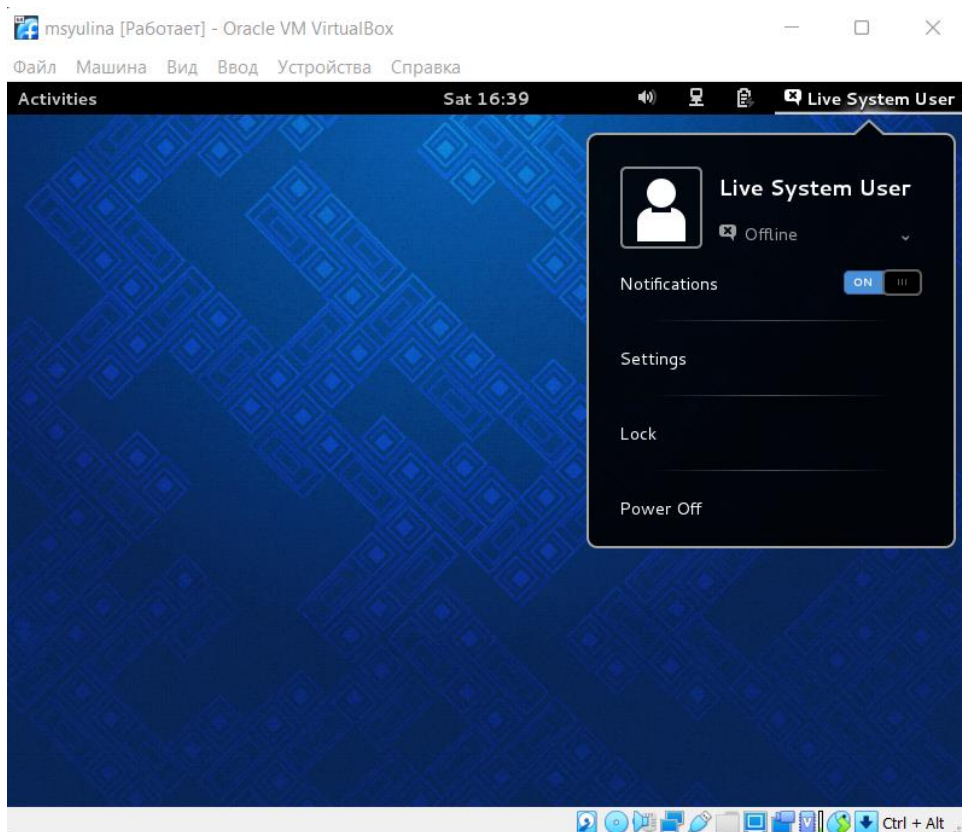 msyulina [Работает] - Oracle VM VirtualBox
Файл Машина Вид Ввод Устройства Справка
Activities Sat 16:39 Live System User
Live System User
Offline
Notifications ON
Settings
Lock
Power Off
Ctrl + Alt